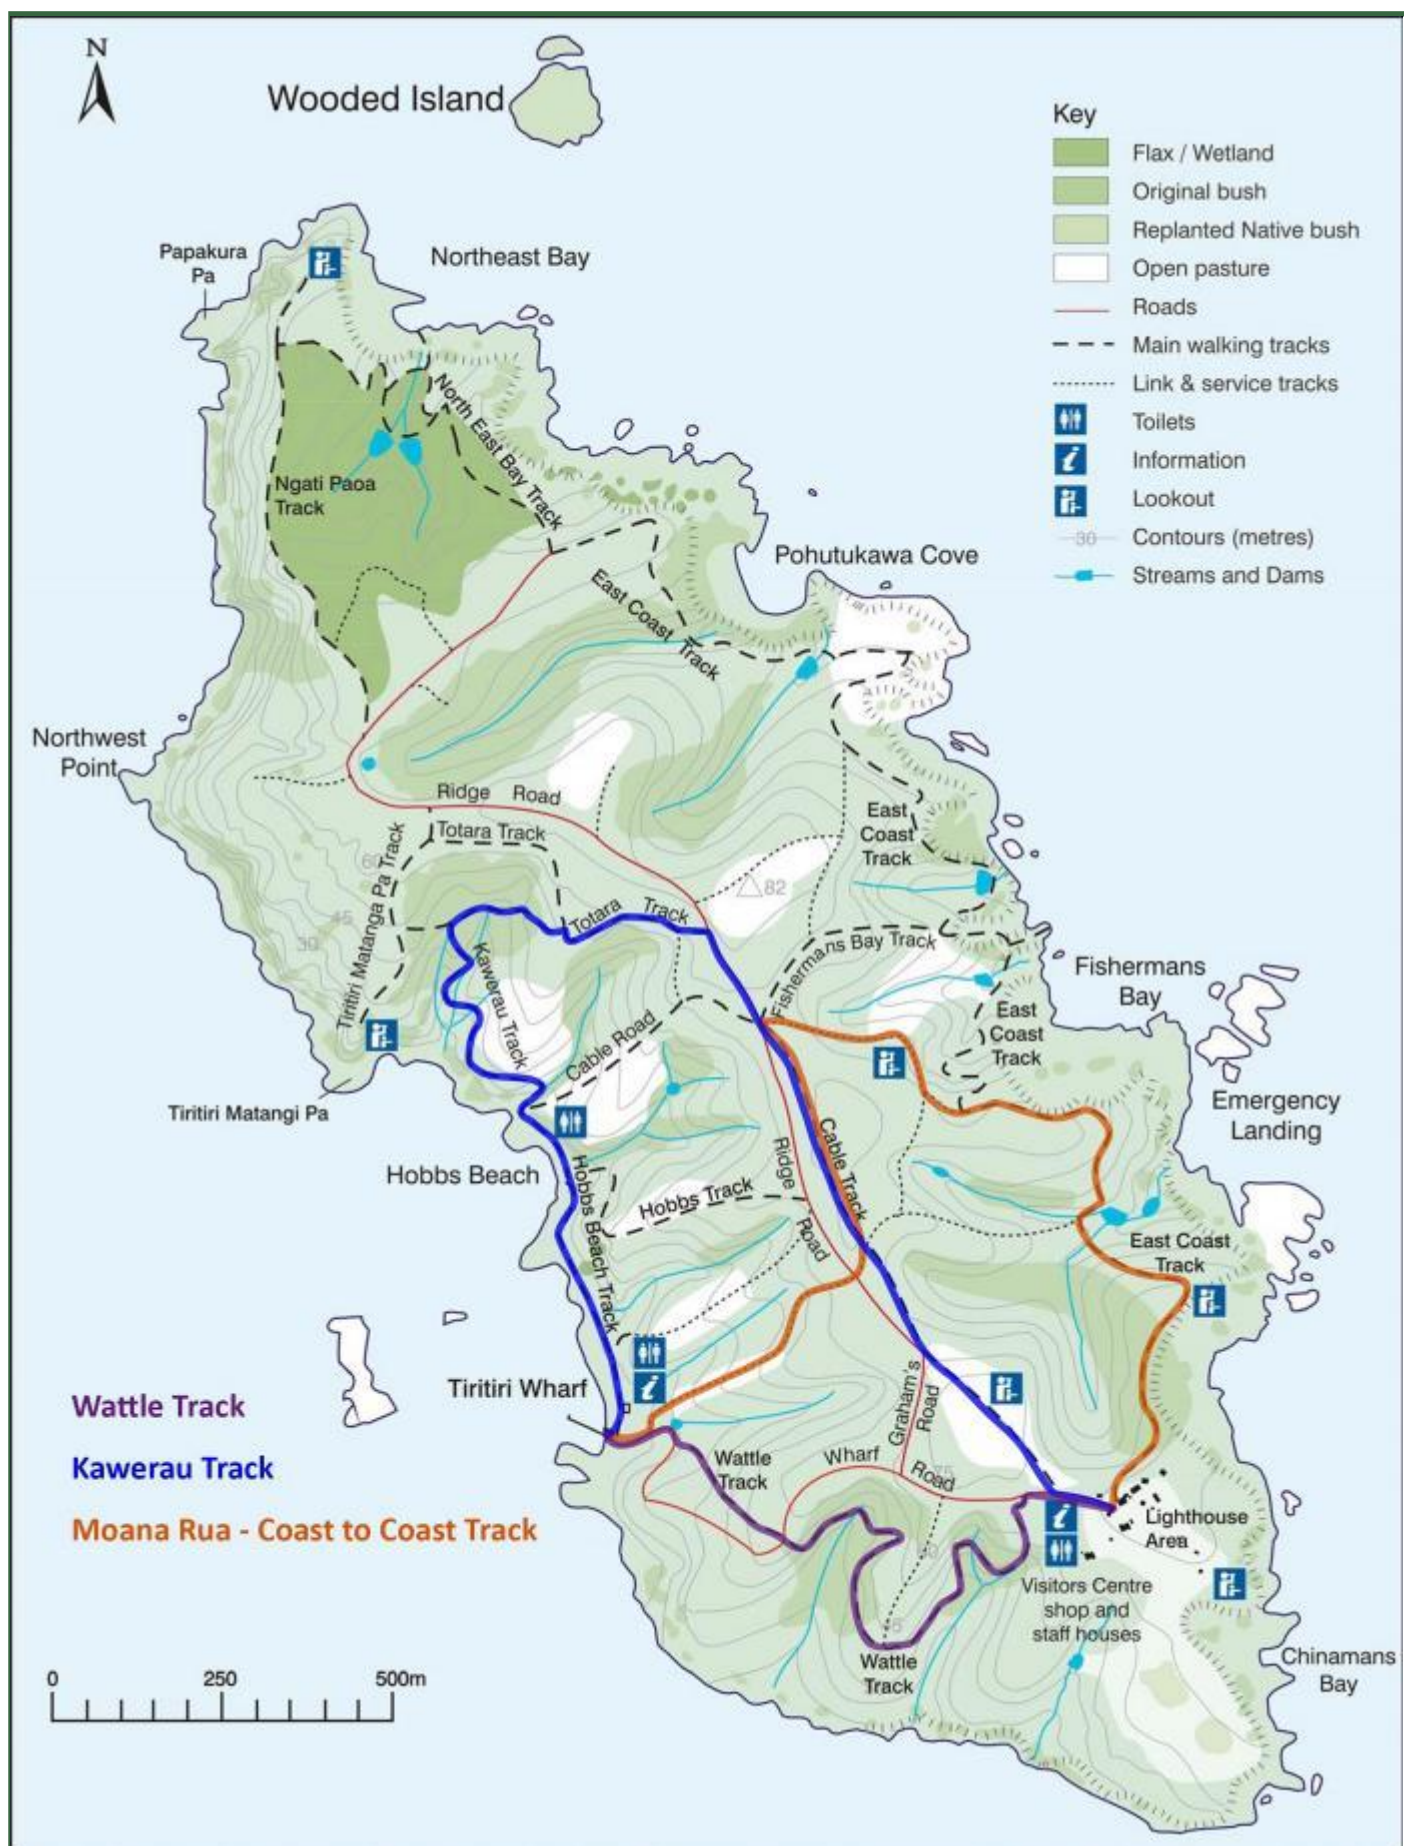 N
Wooded Island
Key
Flax / Wetland
Original bush
Replanted Native bush
Open pasture
Roads
Main walking tracks
Link & service tracks
Toilets
Information
Lookout
30
Contours (metres)
Streams and Dams
Papakura
Pa
Northeast Bay
North East Bay Track
Ngati Paoa
Track
Pohutukawa Cove
East Coast Track
Northwest
Point
Ridge Road
Totara Track
East
Coast
Track
60
82
Tiritiri Matanga Pa Track
45
30
Totara Track
Kawerau Track
Fishermans Bay Track
Fishermans
Bay
East
Coast
Track
Cable Road
Tiritiri Matangi Pa
Emergency
Landing
Cable Track
Ridge Road
Hobbs Beach
Hobbs Beach Track
Hobbs Track
East Coast
Track
Tiritiri Wharf
Graham's Road
Wattle Track
Wattle
Track
Wharf Road
75
Kawerau Track
Lighthouse
Area
Moana Rua - Coast to Coast Track
Visitors Centre
shop and
staff houses
Wattle
Track
Chinamans
Bay
0 250 500m